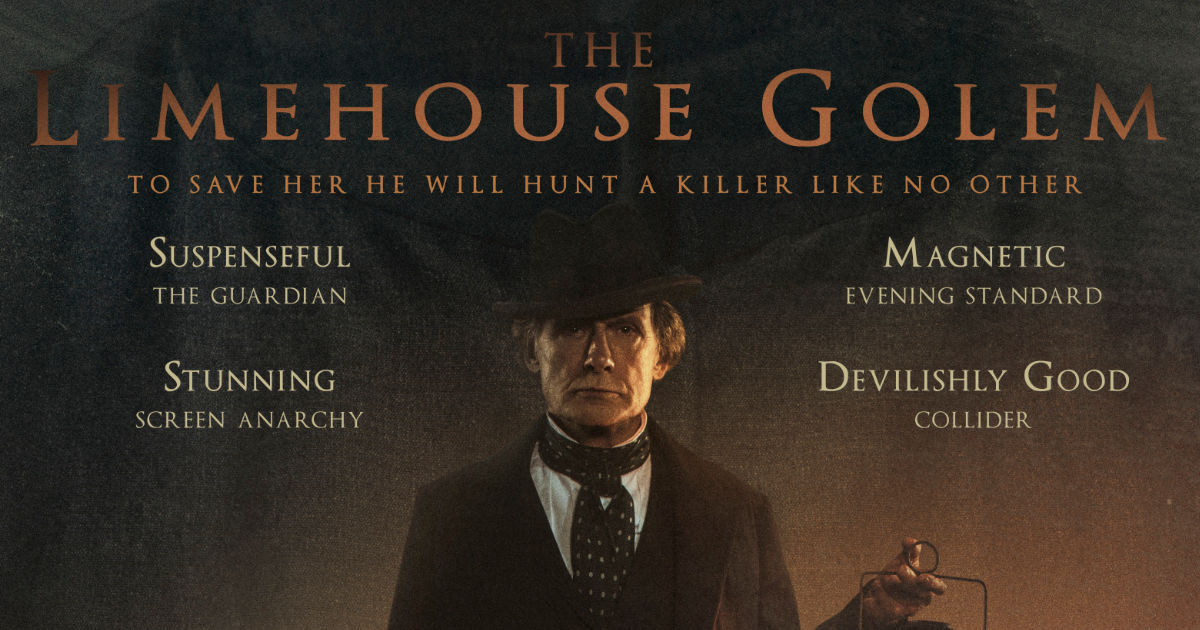 THE
LIMEHOUSE GOLEM
TO SAVE HER HE WILL HUNT A KILLER LIKE NO OTHER
SUSPENSEFUL
THE GUARDIAN
MAGNETIC
EVENING STANDARD
STUNNING
SCREEN ANARCHY
DEVILISHLY GOOD
COLLIDER